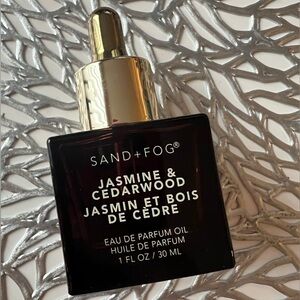 SAND+FOG®
JASMINE &
CEDARWOOD
JASMIN ET BOIS
DE CÈDRE
EAU DE PARFUM OIL
HUILE DE PARFUM
1 FL OZ / 30 ML